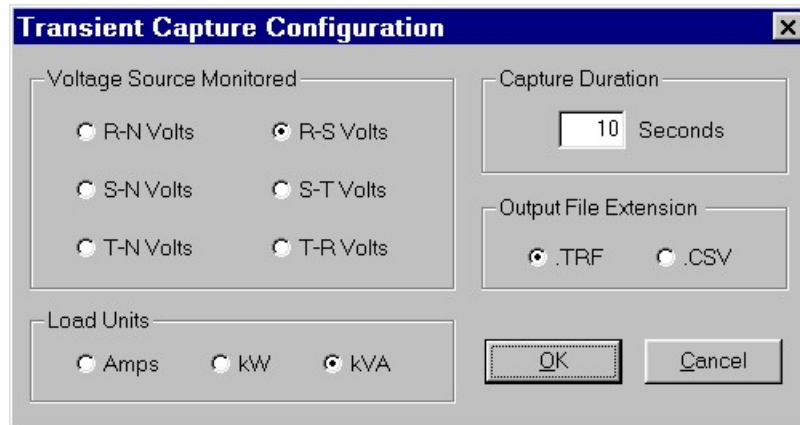 Transient Capture Configuration
Voltage Source Monitored
R-N Volts
R-S Volts
S-N Volts
S-T Volts
T-N Volts
T-R Volts
Load Units
Amps
kW
kVA
Capture Duration
10 Seconds
Output File Extension
.TRF
.CSV
OK
Cancel